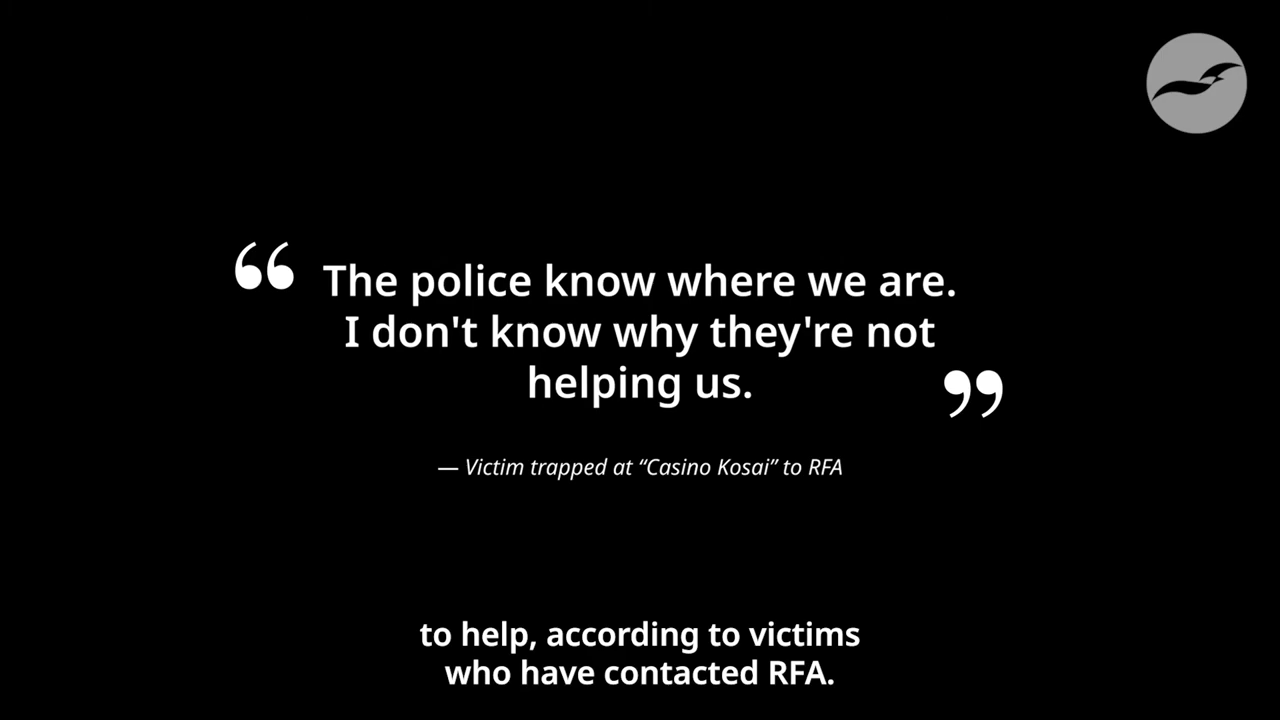 “ The police know where we are.
I don't know why they're not
helping us. ”
— Victim trapped at “Casino Kosai” to RFA
to help, according to victims
who have contacted RFA.